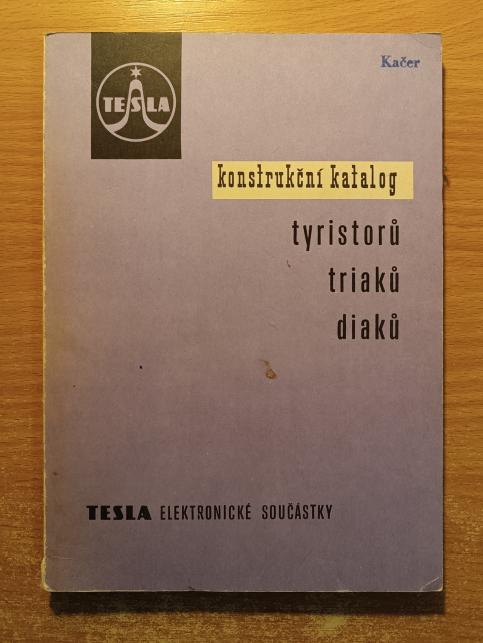 Kačer
TESLA
konstrukční katalog
tyristorů
triaků
diaků
TESLA ELEKTRONICKÉ SOUČÁSTKY